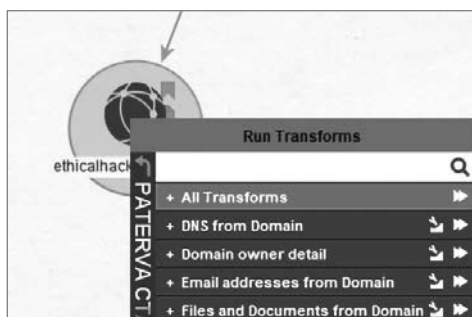 Run Transforms
ethicalhack
PATERVA CT
+ All Transforms
+ DNS from Domain
+ Domain owner detail
+ Email addresses from Domain
+ Files and Documents from Domain